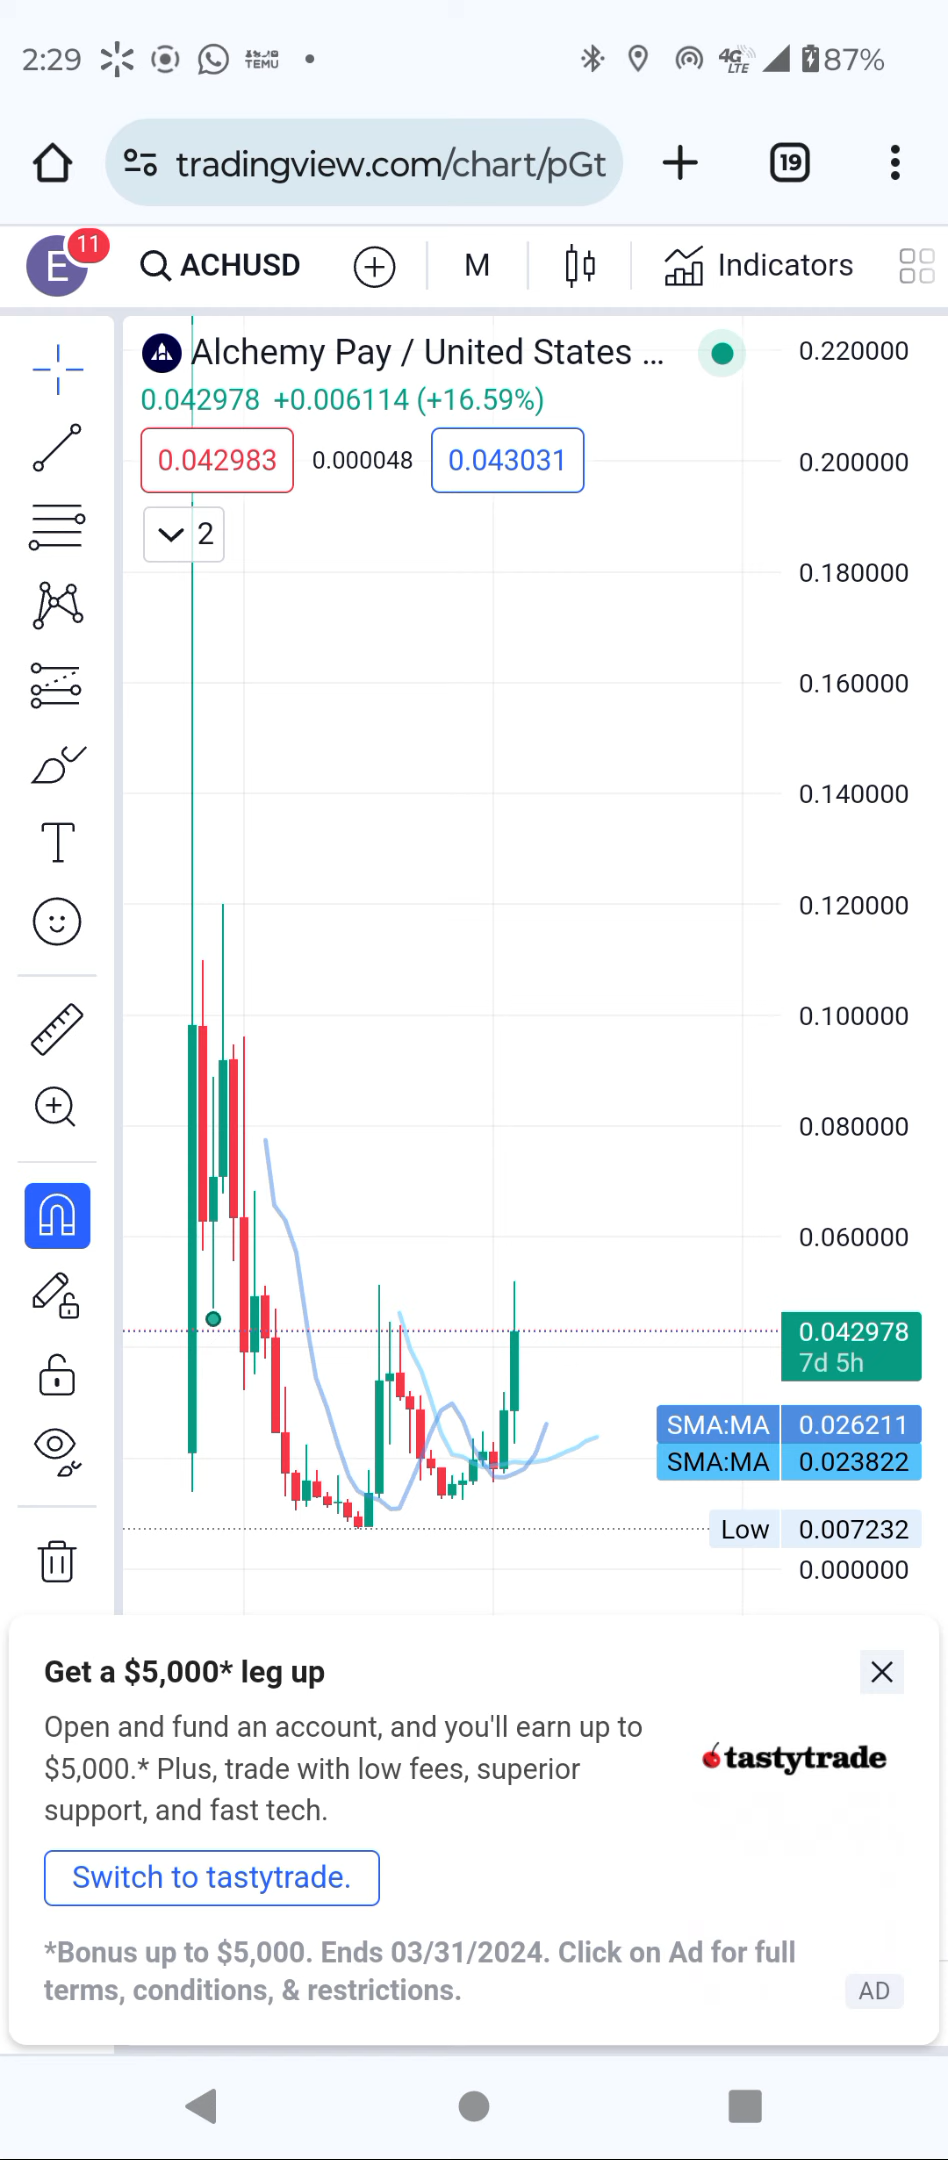 2:29 TEMU 4G LTE 87%
tradingview.com/chart/pGt 19
E 11 ACHUSD M Indicators
Alchemy Pay / United States ... 0.220000
0.042978 +0.006114 (+16.59%)
0.042983 0.000048 0.043031 0.200000
2
0.180000
0.160000
0.140000
T
0.120000
0.100000
0.080000
0.060000
0.042978
7d 5h
SMA:MA 0.026211
SMA:MA 0.023822
Low 0.007232
0.000000
Get a $5,000* leg up
Open and fund an account, and you'll earn up to
$5,000.* Plus, trade with low fees, superior
support, and fast tech.
tastytrade
Switch to tastytrade.
*Bonus up to $5,000. Ends 03/31/2024. Click on Ad for full
terms, conditions, & restrictions.
AD